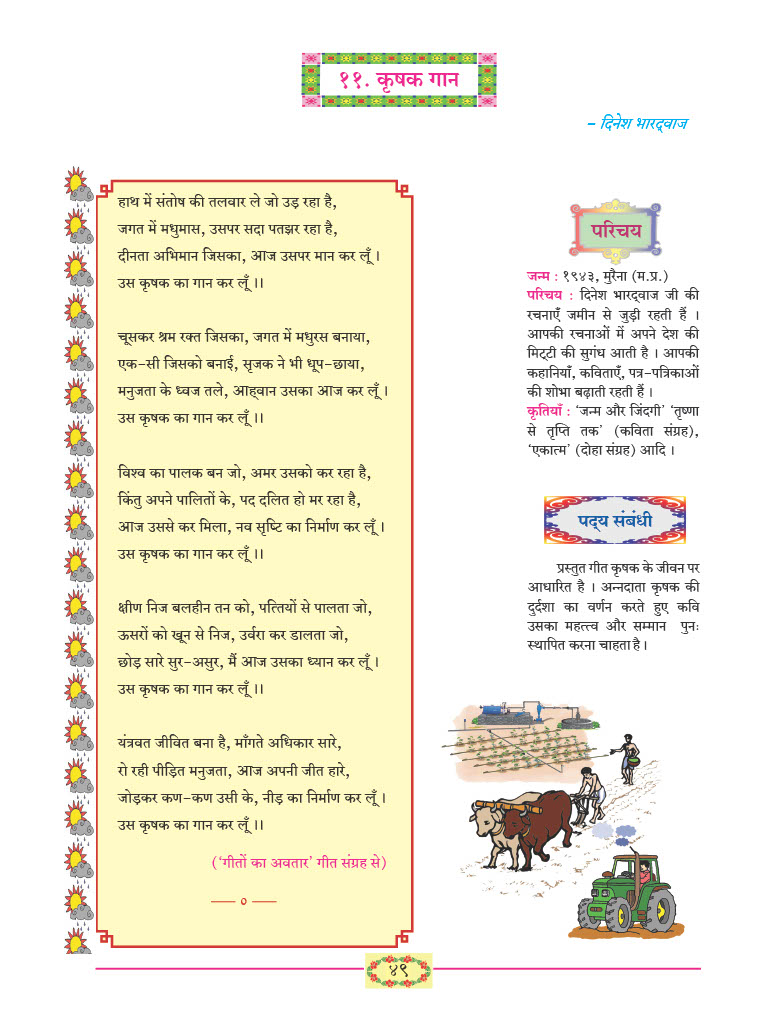 ११. कृषक गान
– दिनेश भारद्‌वाज
हाथ में संतोष की तलवार ले जो उड़ रहा है,
जगत में मधुमास, उसपर सदा पतझर रहा है,
दीनता अभिमान जिसका, आज उसपर मान कर लूँ ।
उस कृषक का गान कर लूँ ।।
चूसकर श्रम रक्त जिसका, जगत में मधुरस बनाया,
एक-सी जिसको बनाई, सृजक ने भी धूप-छाया,
मनुजता के ध्वज तले, आह्‌वान उसका आज कर लूँ ।
उस कृषक का गान कर लूँ ।।
विश्व का पालक बन जो, अमर उसको कर रहा है,
किंतु अपने पालितों के, पद दलित हो मर रहा है,
आज उससे कर मिला, नव सृष्टि का निर्माण कर लूँ ।
उस कृषक का गान कर लूँ ।।
क्षीण निज बलहीन तन को, पत्तियों से पालता जो,
ऊसरों को खून से निज, उर्वरा कर डालता जो,
छोड़ सारे सुर-असुर, मैं आज उसका ध्यान कर लूँ ।
उस कृषक का गान कर लूँ ।।
यंत्रवत जीवित बना है, माँगते अधिकार सारे,
रो रही पीड़ित मनुजता, आज अपनी जीत हारे,
जोड़कर कण-कण उसी के, नीड़ का निर्माण कर लूँ ।
उस कृषक का गान कर लूँ ।।
(‘गीतों का अवतार’ गीत संग्रह से)
— ० —
परिचय
जन्म : १९४३, मुरैना (म.प्र.)
परिचय : दिनेश भारद्‌वाज जी की
रचनाएँ जमीन से जुड़ी रहती हैं ।
आपकी रचनाओं में अपने देश की
मिट्‌टी की सुगंध आती है । आपकी
कहानियाँ, कविताएँ, पत्र-पत्रिकाओं
की शोभा बढ़ाती रहती हैं ।
कृतियाँ : ‘जन्म और जिंदगी’ ‘तृष्णा
से तृप्ति तक’ (कविता संग्रह),
‘एकात्म’ (दोहा संग्रह) आदि ।
पद्‌य संबंधी
प्रस्तुत गीत कृषक के जीवन पर
आधारित है । अन्नदाता कृषक की
दुर्दशा का वर्णन करते हुए कवि
उसका महत्त्व और सम्मान पुनः
स्थापित करना चाहता है ।
४९